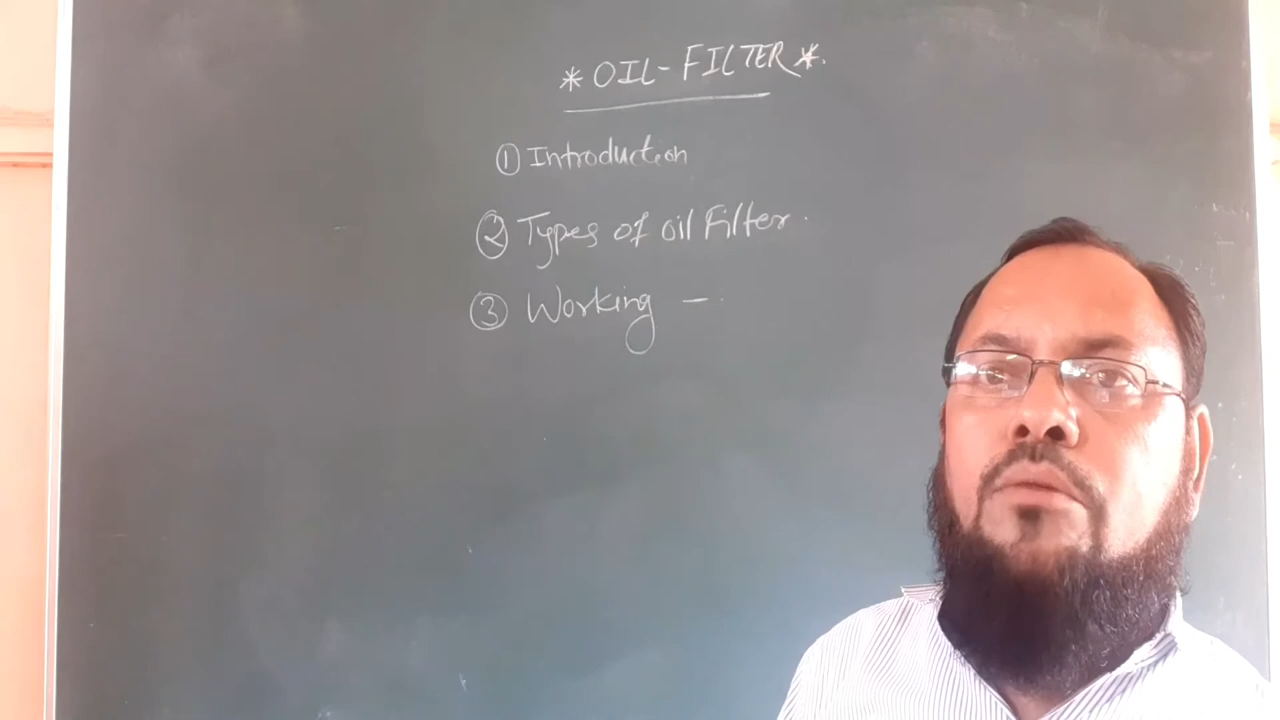 * OIL-FILTER *.
① Introduction
② Types of oil Filter.
③ Working -